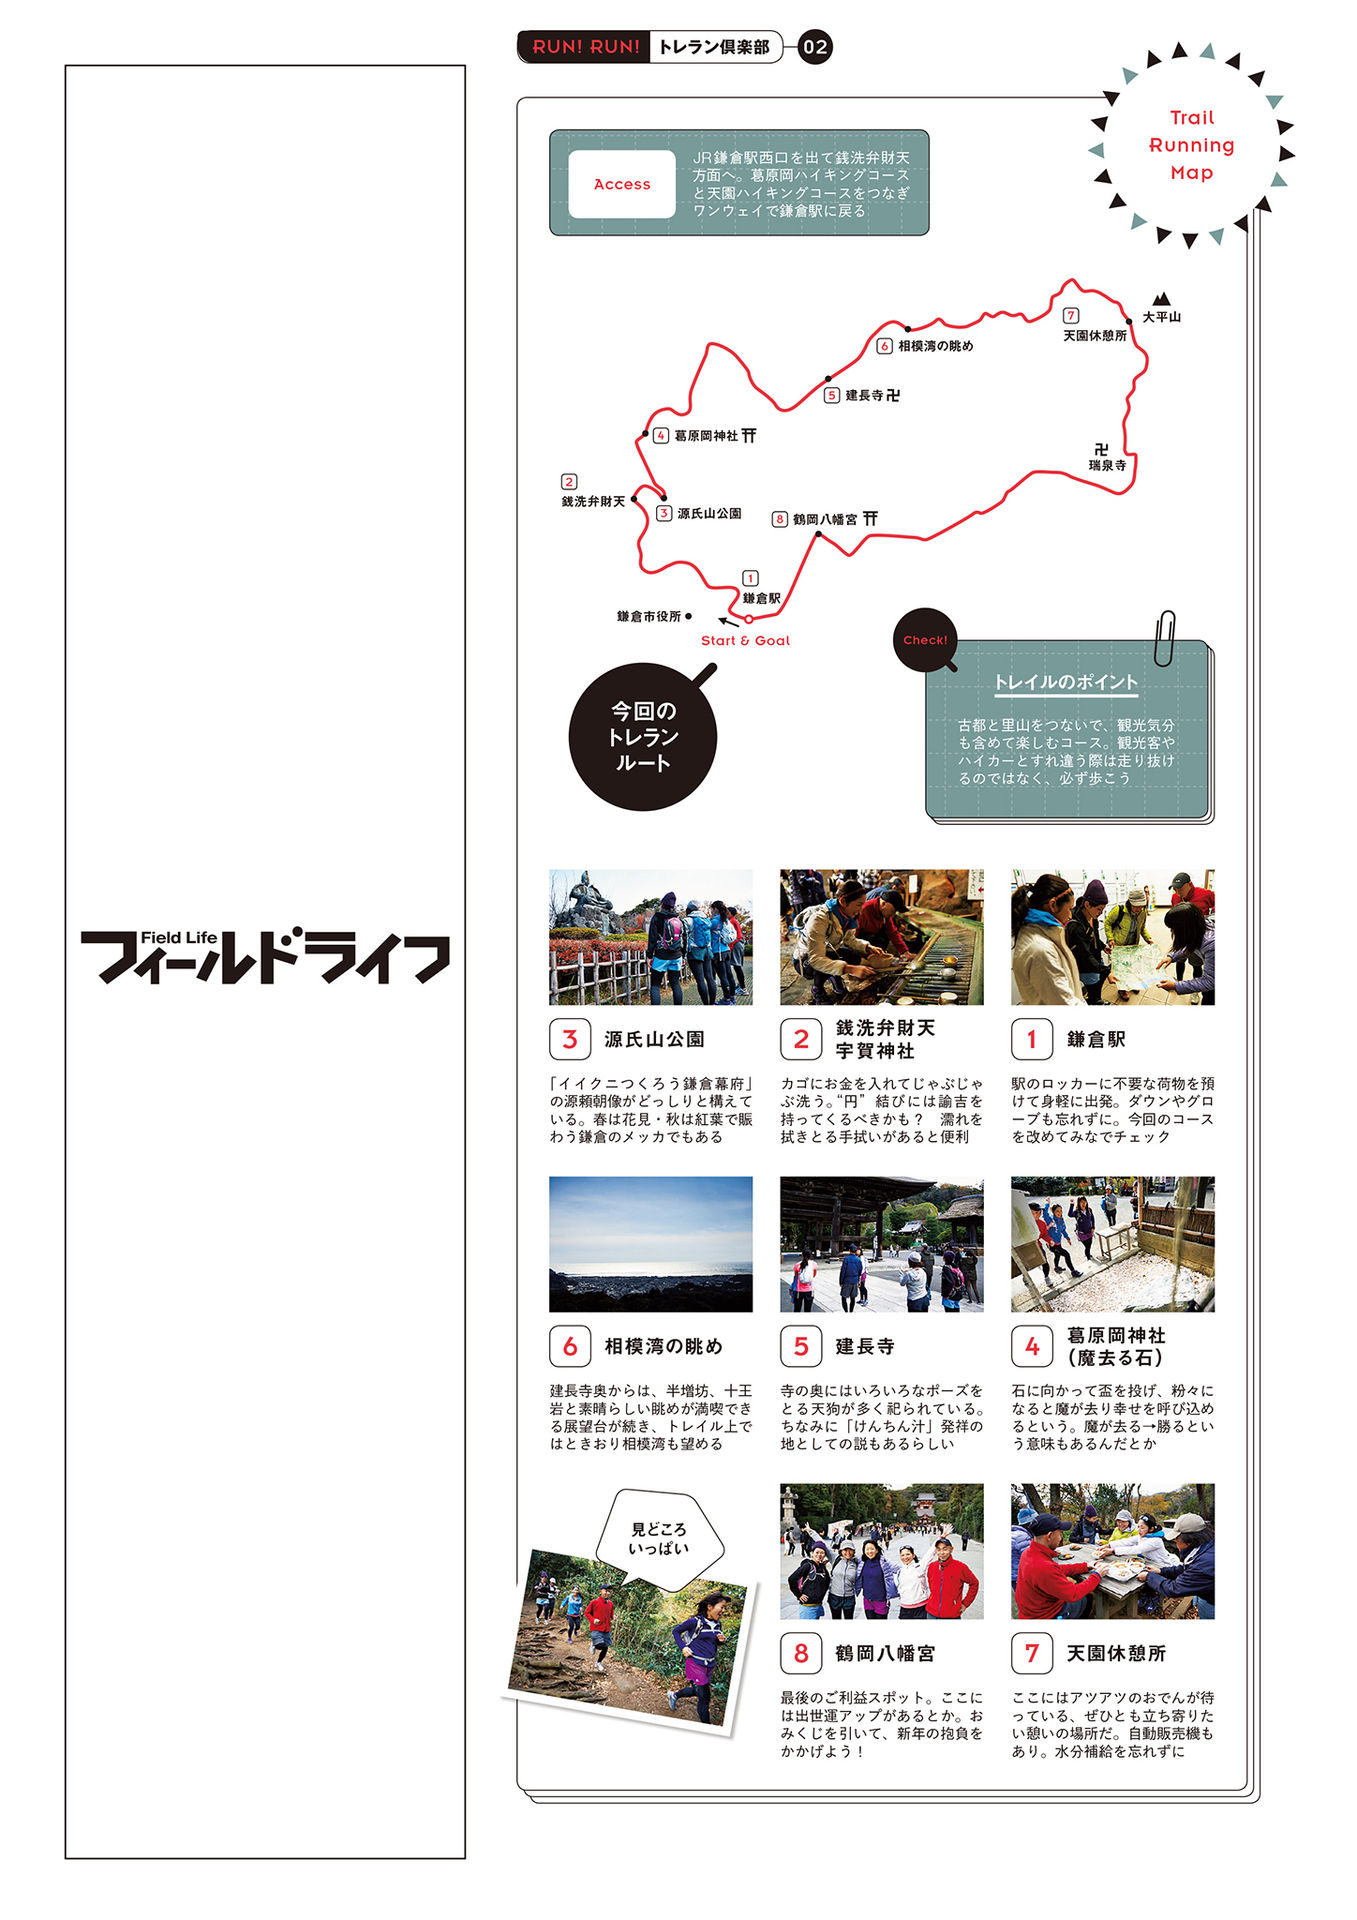 RUN! RUN! トレラン倶楽部 02
Trail
Running
Map
Access
JR鎌倉駅西口を出て銭洗弁財天
方面へ。葛原岡ハイキングコース
と天園ハイキングコースをつなぎ
ワンウェイで鎌倉駅に戻る
大平山
7
天園休憩所
6 相模湾の眺め
5 建長寺卍
4 葛原岡神社
卍
瑞泉寺
2
銭洗弁財天
3 源氏山公園
8 鶴岡八幡宮
1
鎌倉駅
鎌倉市役所
Start & Goal
今回の
トレラン
ルート
Check!
トレイルのポイント
古都と里山をつないで、観光気分
も含めて楽しむコース。観光客や
ハイカーとすれ違う際は走り抜け
るのではなく、必ず歩こう
Field Life
フィールドライフ
1 鎌倉駅
駅のロッカーに不要な荷物を預
けて身軽に出発。ダウンやグロ
ーブも忘れずに。今回のコース
を改めてみなでチェック
2 銭洗弁財天
宇賀神社
カゴにお金を入れてじゃぶじゃ
ぶ洗う。“円” 結びには諭吉を
持ってくるべきかも？　濡れを
拭きとる手拭いがあると便利
3 源氏山公園
「イイクニつくろう鎌倉幕府」
の源頼朝像がどっしりと構えて
いる。春は花見・秋は紅葉で賑
わう鎌倉のメッカでもある
4 葛原岡神社
（魔去る石）
石に向かって盃を投げ、粉々に
なると魔が去り幸せを呼び込め
るという。魔が去る→勝るとい
う意味もあるんだとか
5 建長寺
寺の奥にはいろいろなポーズを
とる天狗が多く祀られている。
ちなみに「けんちん汁」発祥の
地としての説もあるらしい
6 相模湾の眺め
建長寺奥からは、半増坊、十王
岩と素晴らしい眺めが満喫でき
る展望台が続き、トレイル上で
はときおり相模湾も望める
7 天園休憩所
ここにはアツアツのおでんが待
っている、ぜひとも立ち寄りた
い憩いの場所だ。自動販売機も
あり。水分補給を忘れずに
8 鶴岡八幡宮
最後のご利益スポット。ここに
は出世運アップがあるとか。お
みくじを引いて、新年の抱負を
かかげよう！
見どころ
いっぱい